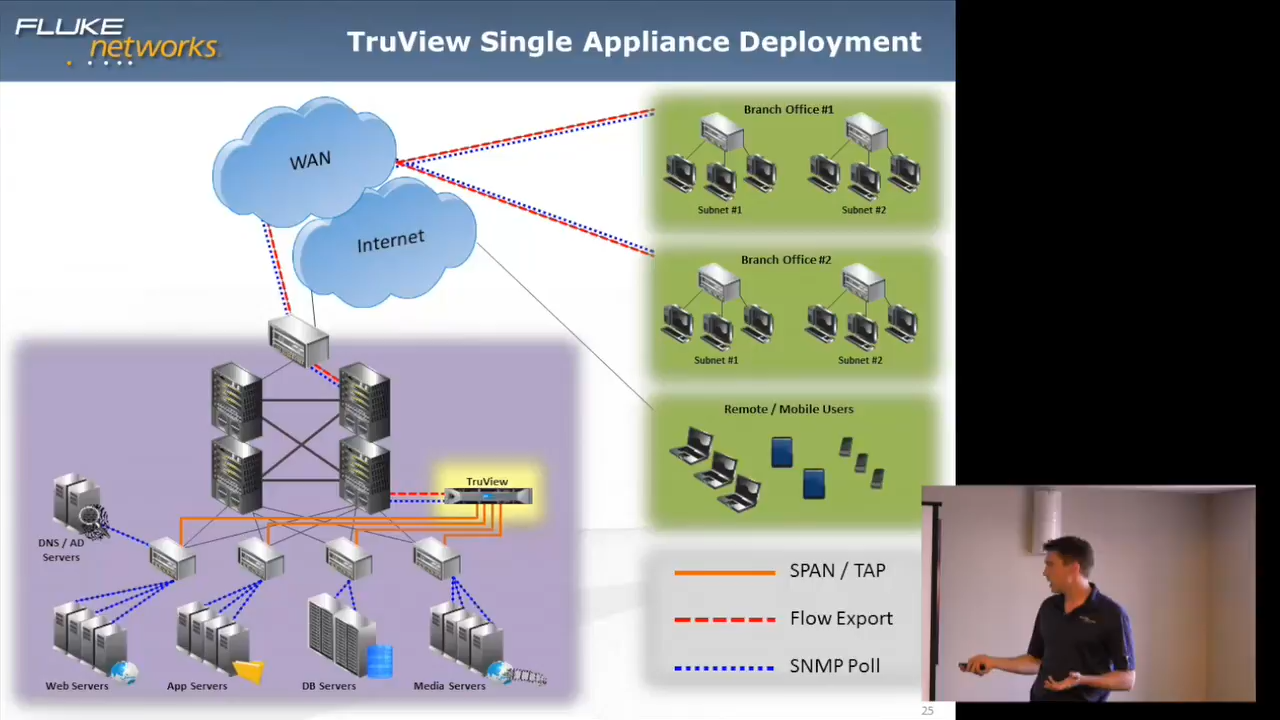 FLUKE
networks
TruView Single Appliance Deployment
WAN
Internet
Branch Office #1
Subnet #1
Subnet #2
Branch Office #2
Subnet #1
Subnet #2
Remote / Mobile Users
TruView
DNS / AD
Servers
Web Servers
App Servers
DB Servers
Media Servers
SPAN / TAP
Flow Export
SNMP Poll
25